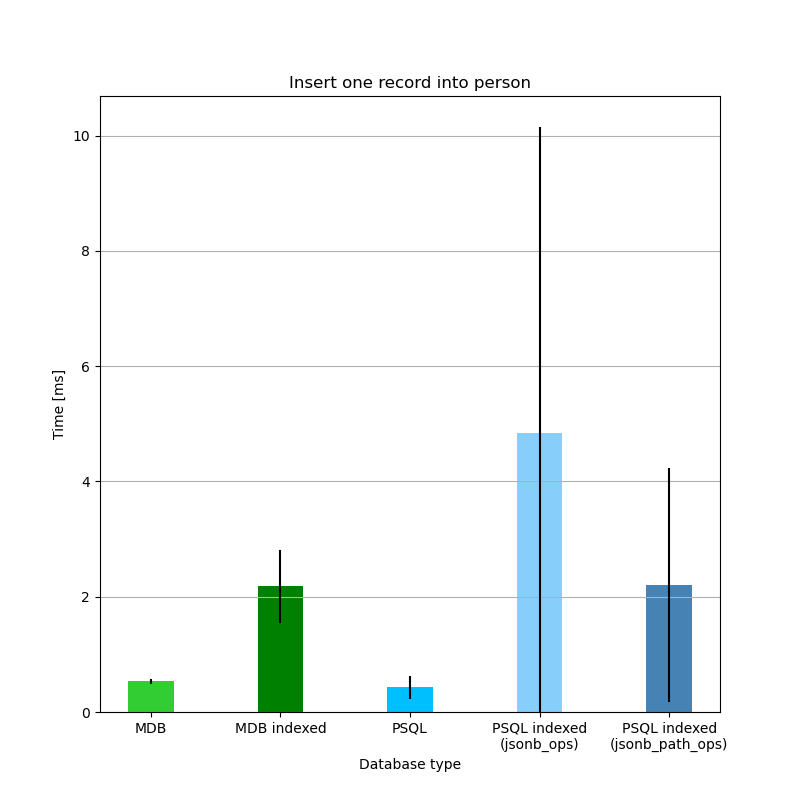 Insert one record into person
Time [ms]
10
8
6
4
2
0
MDB
MDB indexed
PSQL
PSQL indexed
(jsonb_ops)
PSQL indexed
(jsonb_path_ops)
Database type